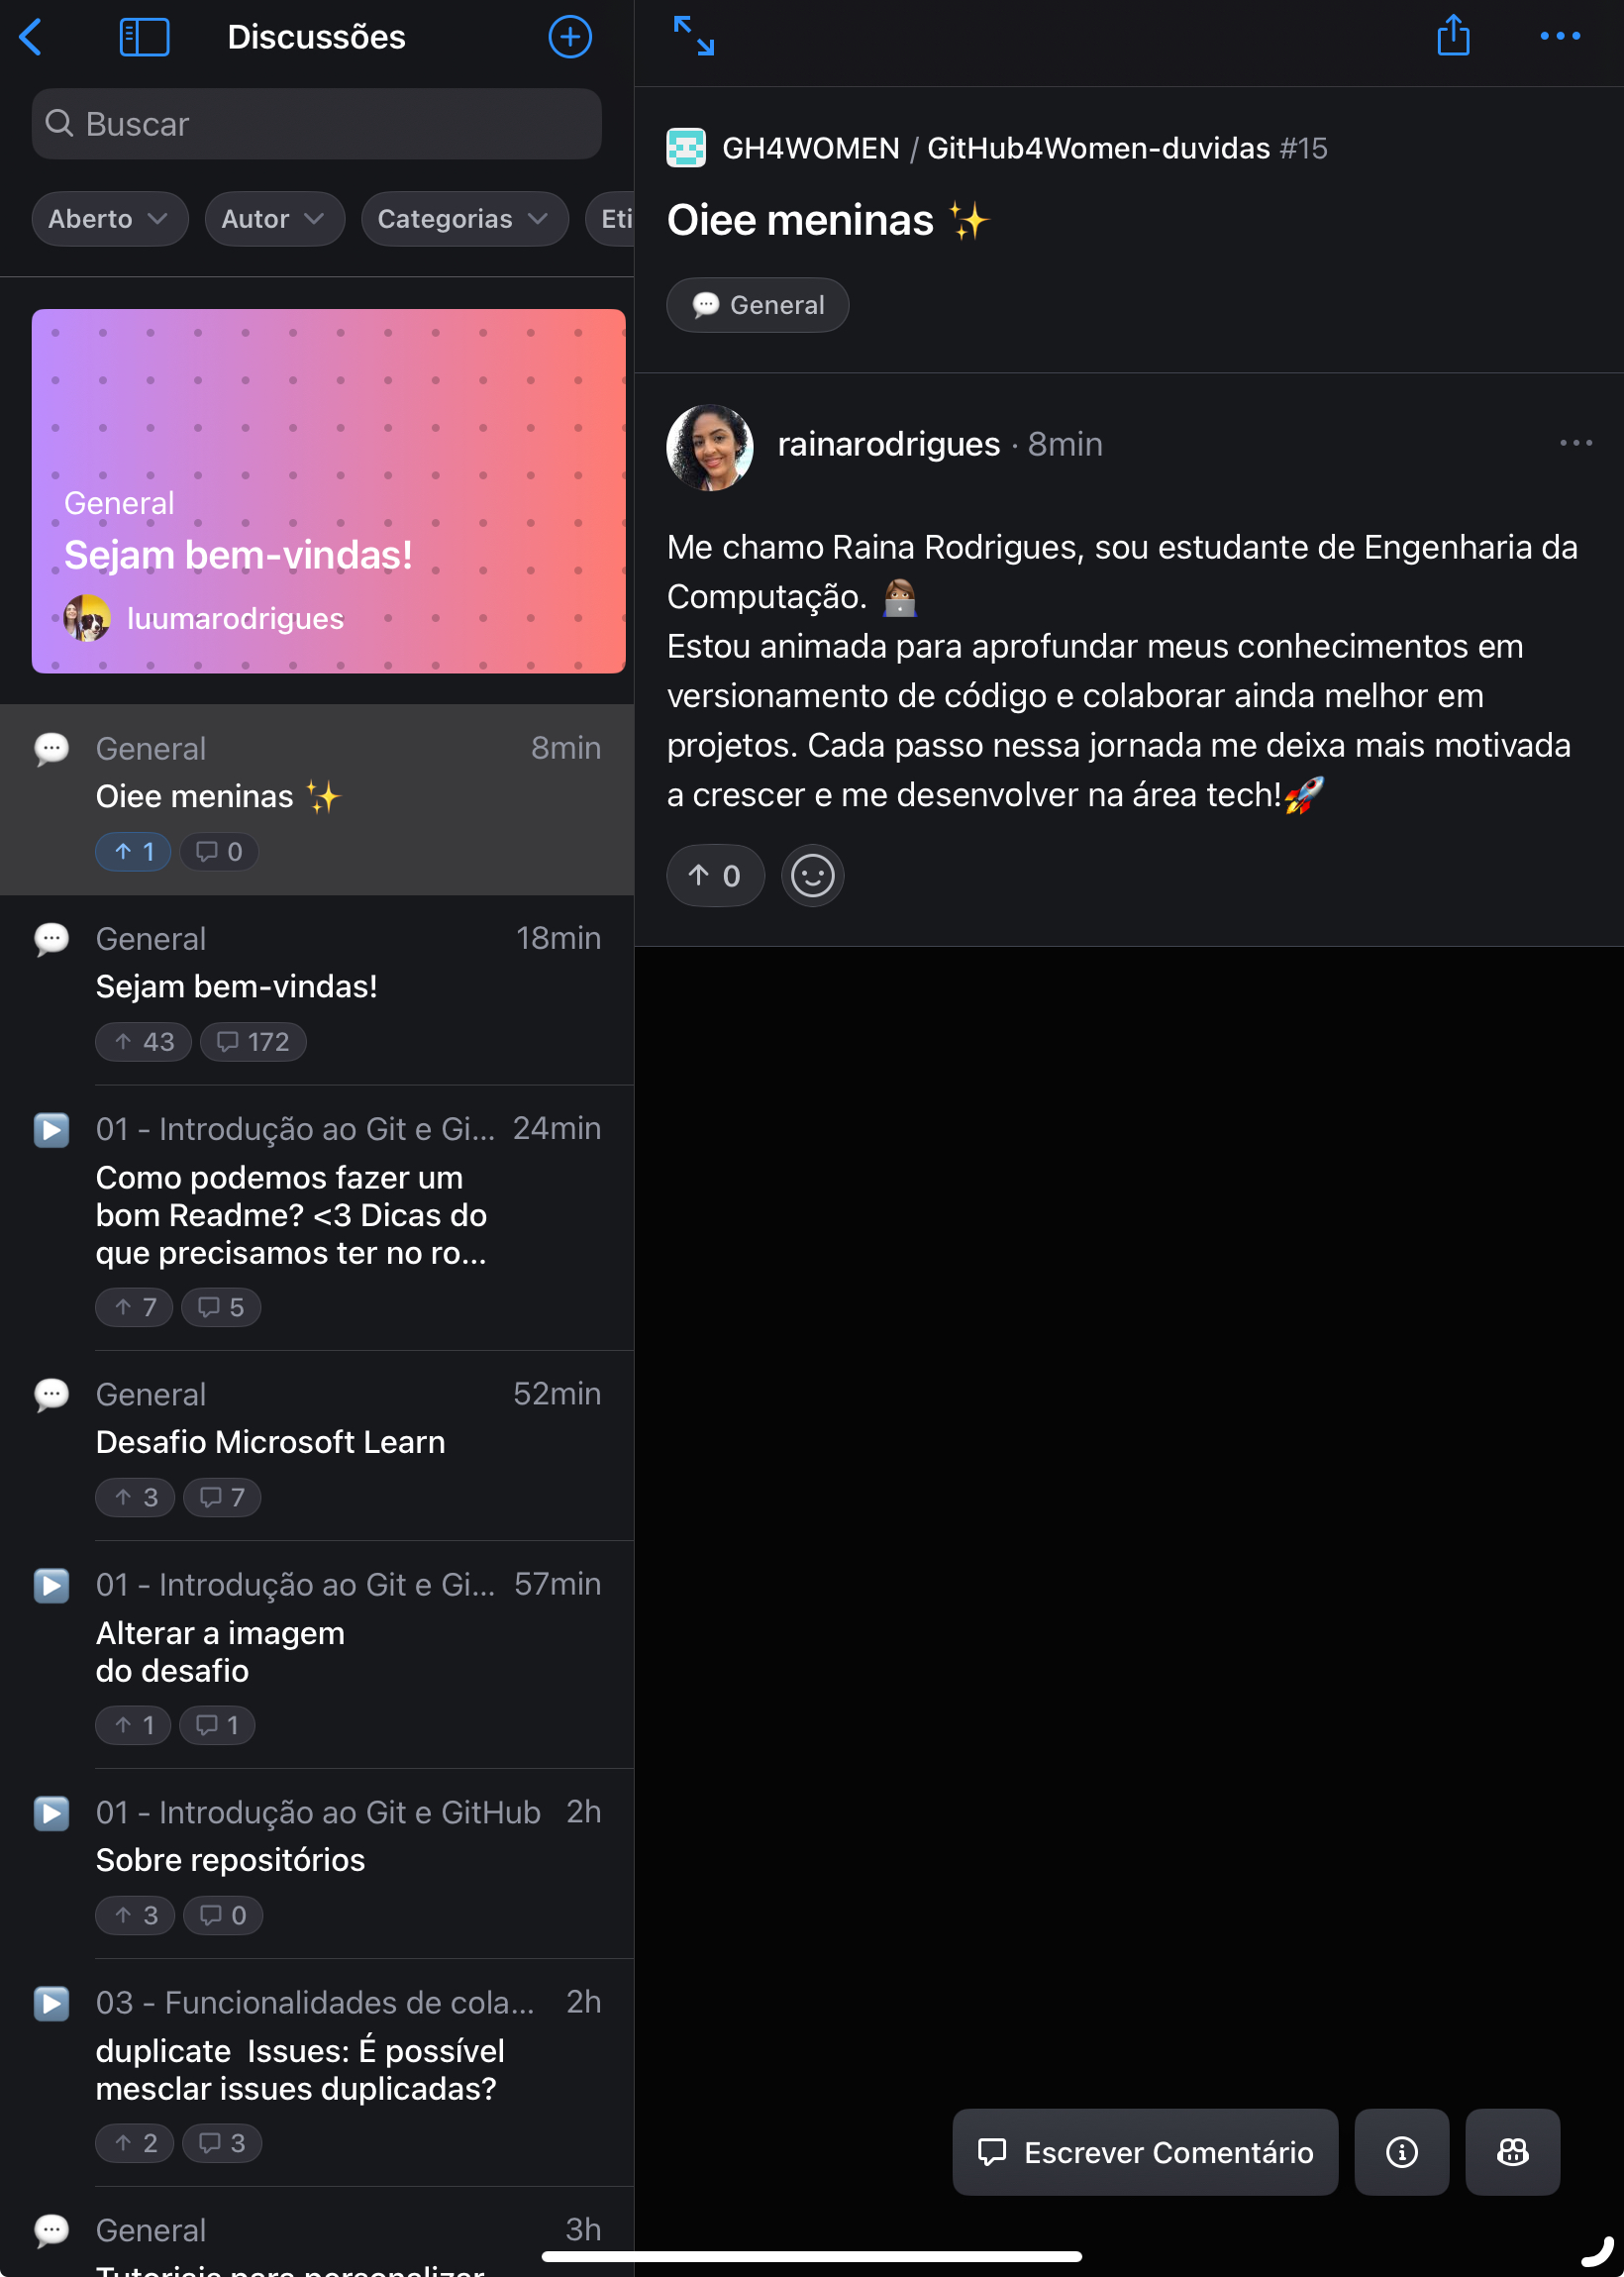 Discussões
Buscar
Aberto
Autor
Categorias
Eti
General
Sejam bem-vindas!
luumarodrigues
General
8min
Oiee meninas ✨
1
0
General
18min
Sejam bem-vindas!
43
172
01 - Introdução ao Git e Gi...
24min
Como podemos fazer um
bom Readme? <3 Dicas do
que precisamos ter no ro...
7
5
General
52min
Desafio Microsoft Learn
3
7
01 - Introdução ao Git e Gi...
57min
Alterar a imagem
do desafio
1
1
01 - Introdução ao Git e GitHub
2h
Sobre repositórios
3
0
03 - Funcionalidades de cola...
2h
duplicate  Issues: É possível
mesclar issues duplicadas?
2
3
General
3h
Tutoriais para personalizar
GH4WOMEN / GitHub4Women-duvidas #15
Oiee meninas ✨
💬 General
rainarodrigues · 8min
Me chamo Raina Rodrigues, sou estudante de Engenharia da
Computação. 👩🏽‍💻
Estou animada para aprofundar meus conhecimentos em
versionamento de código e colaborar ainda melhor em
projetos. Cada passo nessa jornada me deixa mais motivada
a crescer e me desenvolver na área tech!🚀
0
Escrever Comentário